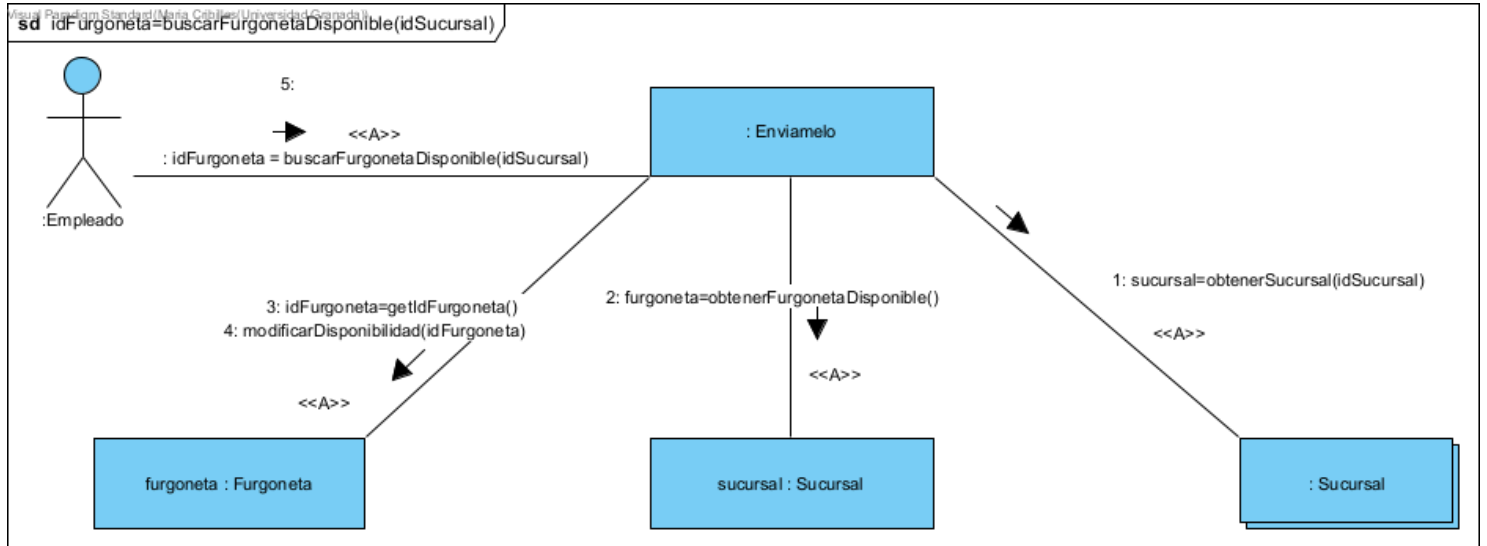 Visual Paradigm Standard(Maria Cribilles(Universidad Granada))
sd idFurgoneta=buscarFurgonetaDisponible(idSucursal)
5:
<<A>>
: idFurgoneta = buscarFurgonetaDisponible(idSucursal)
: Enviamelo
:Empleado
1: sucursal=obtenerSucursal(idSucursal)
3: idFurgoneta=getIdFurgoneta()
2: furgoneta=obtenerFurgonetaDisponible()
4: modificarDisponibilidad(idFurgoneta)
<<A>>
<<A>>
<<A>>
furgoneta : Furgoneta
sucursal : Sucursal
: Sucursal